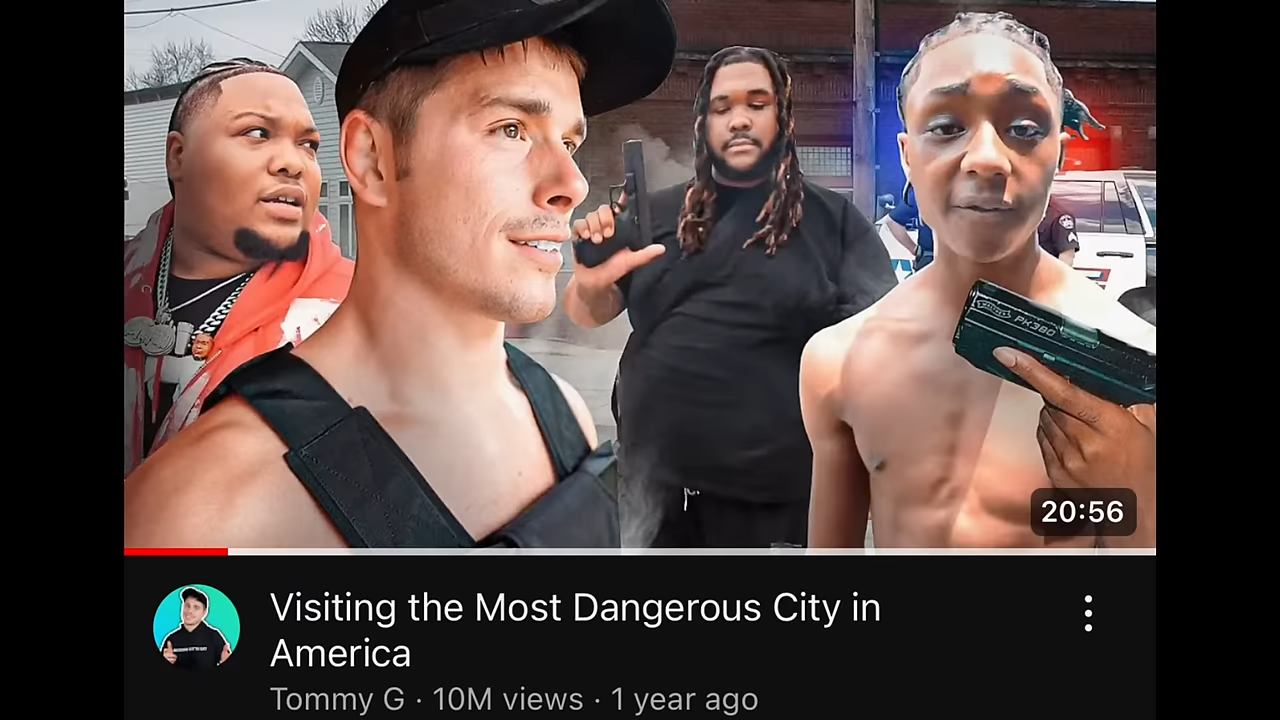 PK380
20:56
Visiting the Most Dangerous City in
America
Tommy G · 10M views · 1 year ago